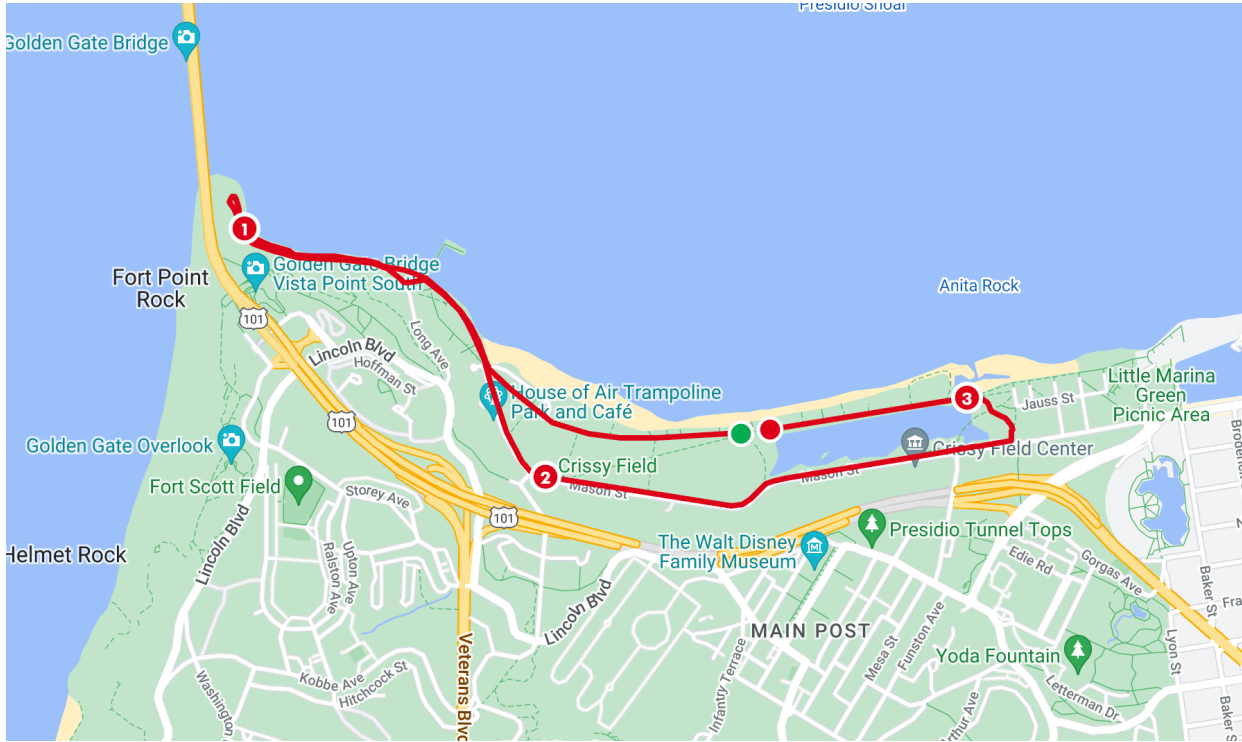 Presidio Shoal
Golden Gate Bridge
1
Golden Gate Bridge
Vista Point South
Fort Point
Rock
101
Anita Rock
Long Ave
Lincoln Blvd
Hoffman St
House of Air Trampoline
Park and Café
3
Jauss St
Little Marina
Green
Picnic Area
Golden Gate Overlook
Crissy Field Center
Crissy Field
2
Mason St
Mason St
Fort Scott Field
Storey Ave
101
Upton Ave
Ralston Ave
Lincoln Blvd
Helmet Rock
Presidio Tunnel Tops
The Walt Disney
Family Museum
Edie Rd
Gorgas Ave
Baker St
Lincoln Blvd
MAIN POST
Mesa St
Funston Ave
Yoda Fountain
Lyon St
Baker St
Fra
Veterans Blvd
Kobbe Ave
Hitchcock St
Washington
Infantry Terrace
Arthur Ave
Letterman Dr
Broderick